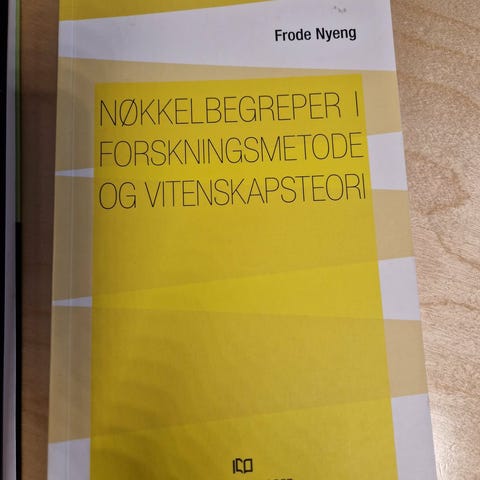 Frode Nyeng
NØKKELBEGREPER I
FORSKNINGSMETODE
OG VITENSKAPSTEORI